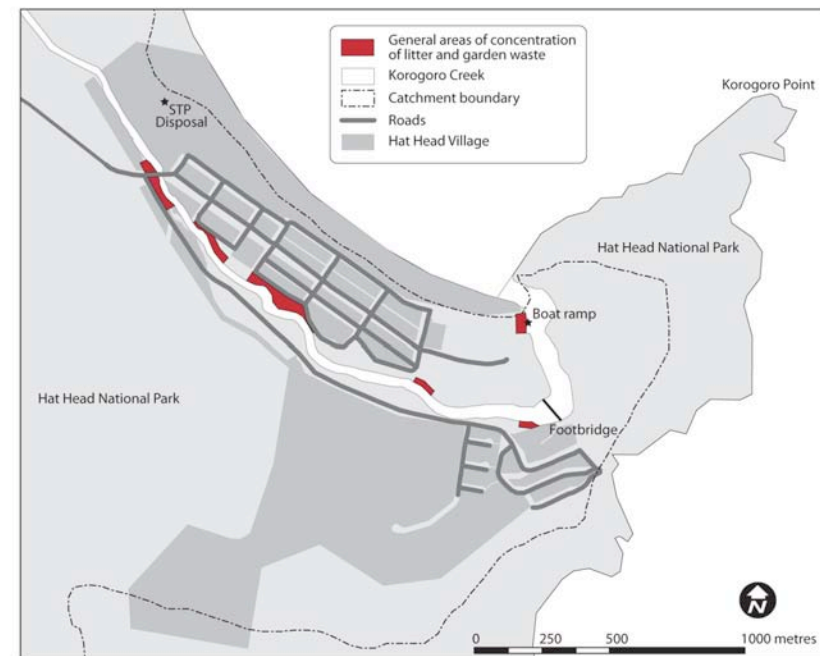 General areas of concentration
of litter and garden waste
Korogoro Creek
Catchment boundary
Roads
Hat Head Village
Korogoro Point
STP
Disposal
Hat Head National Park
Boat ramp
Hat Head National Park
Footbridge
N
0 250 500 1000 metres